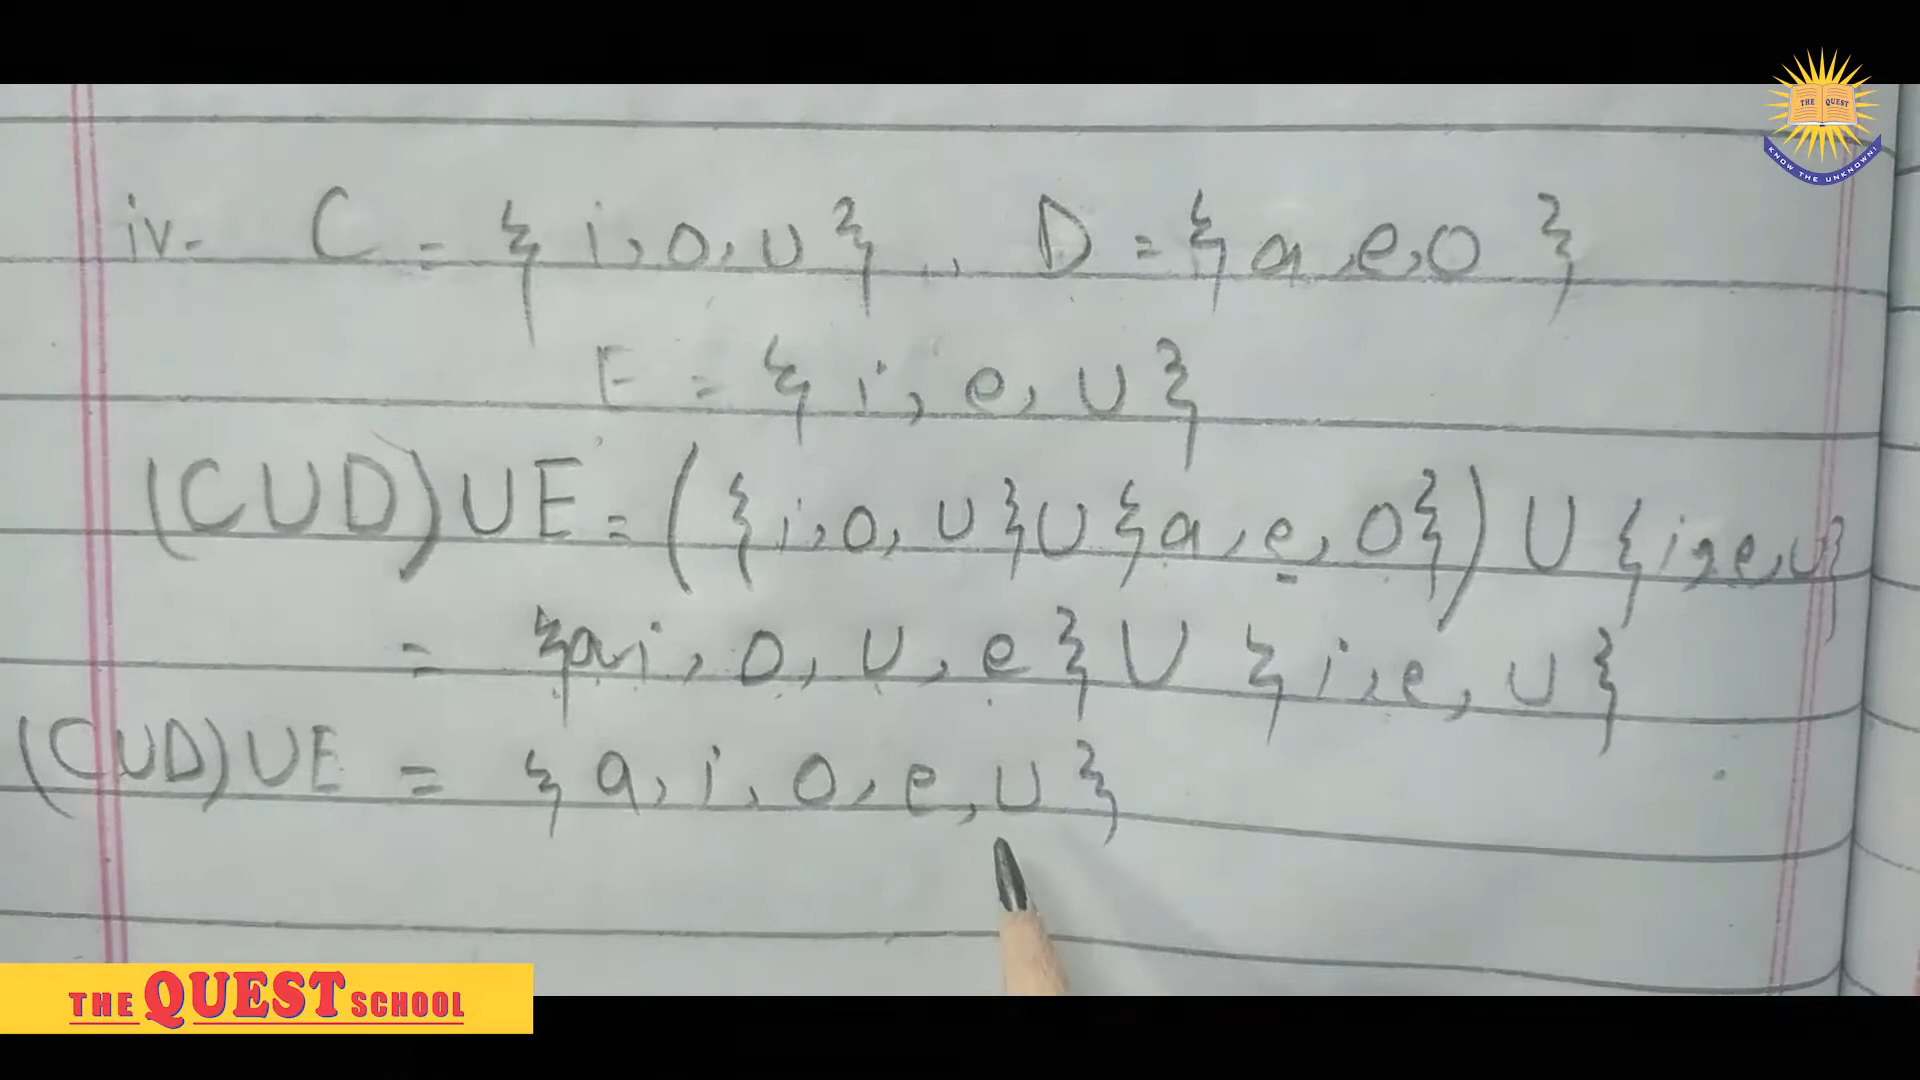 THE QUEST
KNOW THE UNKNOWN!
iv. C = {i, o, u}, D = {a, e, o}
E = {i, e, u}
(CUD)UE = ({i, o, u}U{a, e, o}) U {i, e, u}
= {a, i, o, u, e} U {i, e, u}
(CUD)UE = {a, i, o, e, u}
THE QUEST SCHOOL